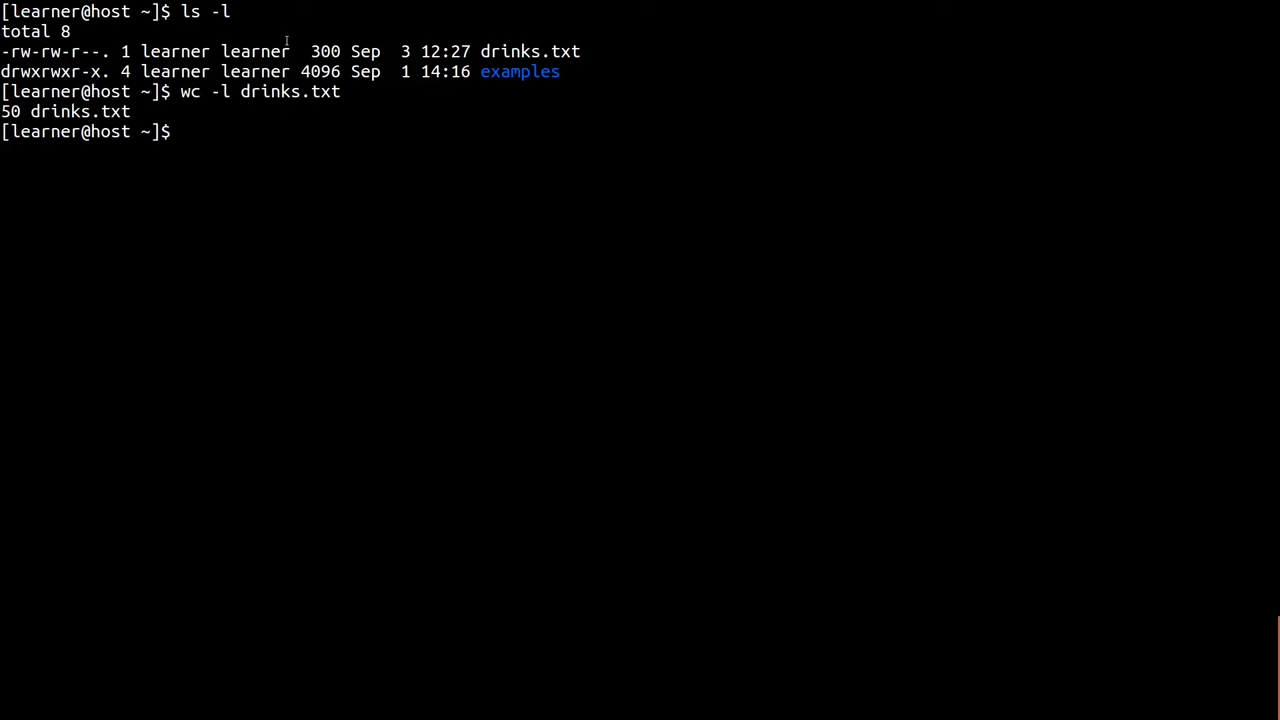 [learner@host ~]$ ls -l
total 8
-rw-rw-r--. 1 learner learner  300 Sep  3 12:27 drinks.txt
drwxrwxr-x. 4 learner learner 4096 Sep  1 14:16 examples
[learner@host ~]$ wc -l drinks.txt
50 drinks.txt
[learner@host ~]$